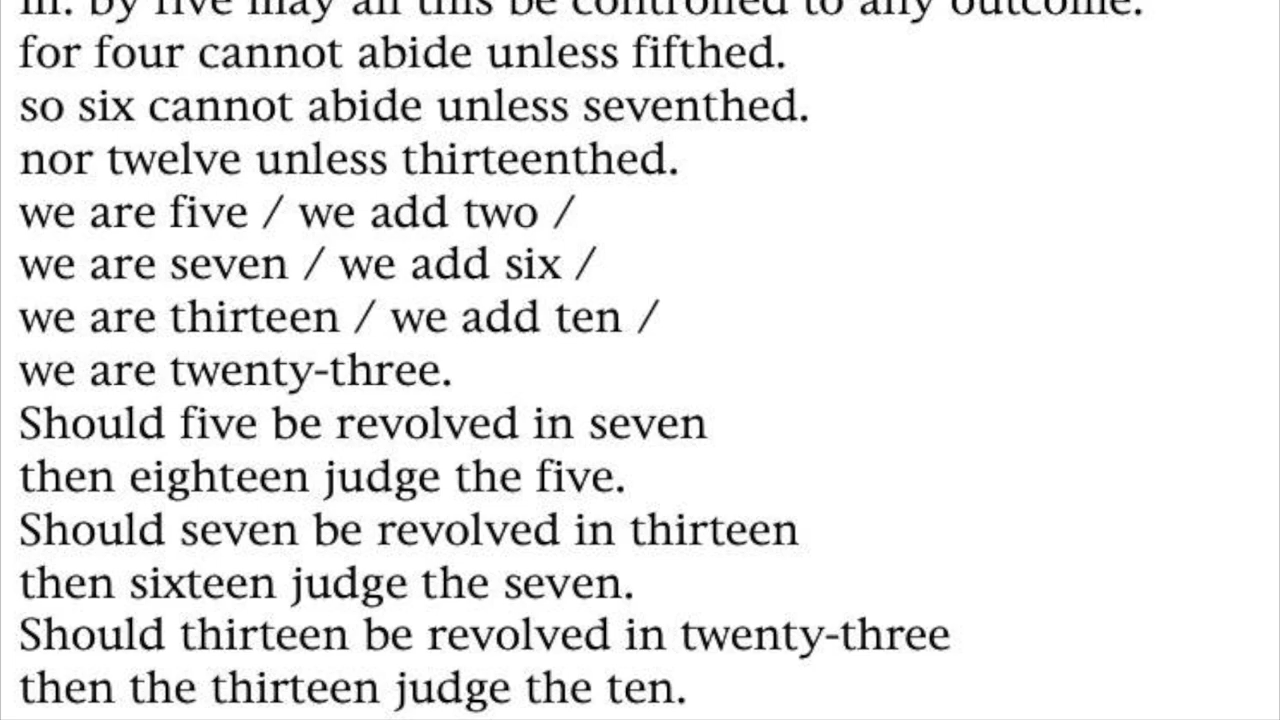 III. by five may all this be controlled to any outcome.
for four cannot abide unless fifthed.
so six cannot abide unless seventhed.
nor twelve unless thirteenthed.
we are five / we add two /
we are seven / we add six /
we are thirteen / we add ten /
we are twenty-three.
Should five be revolved in seven
then eighteen judge the five.
Should seven be revolved in thirteen
then sixteen judge the seven.
Should thirteen be revolved in twenty-three
then the thirteen judge the ten.